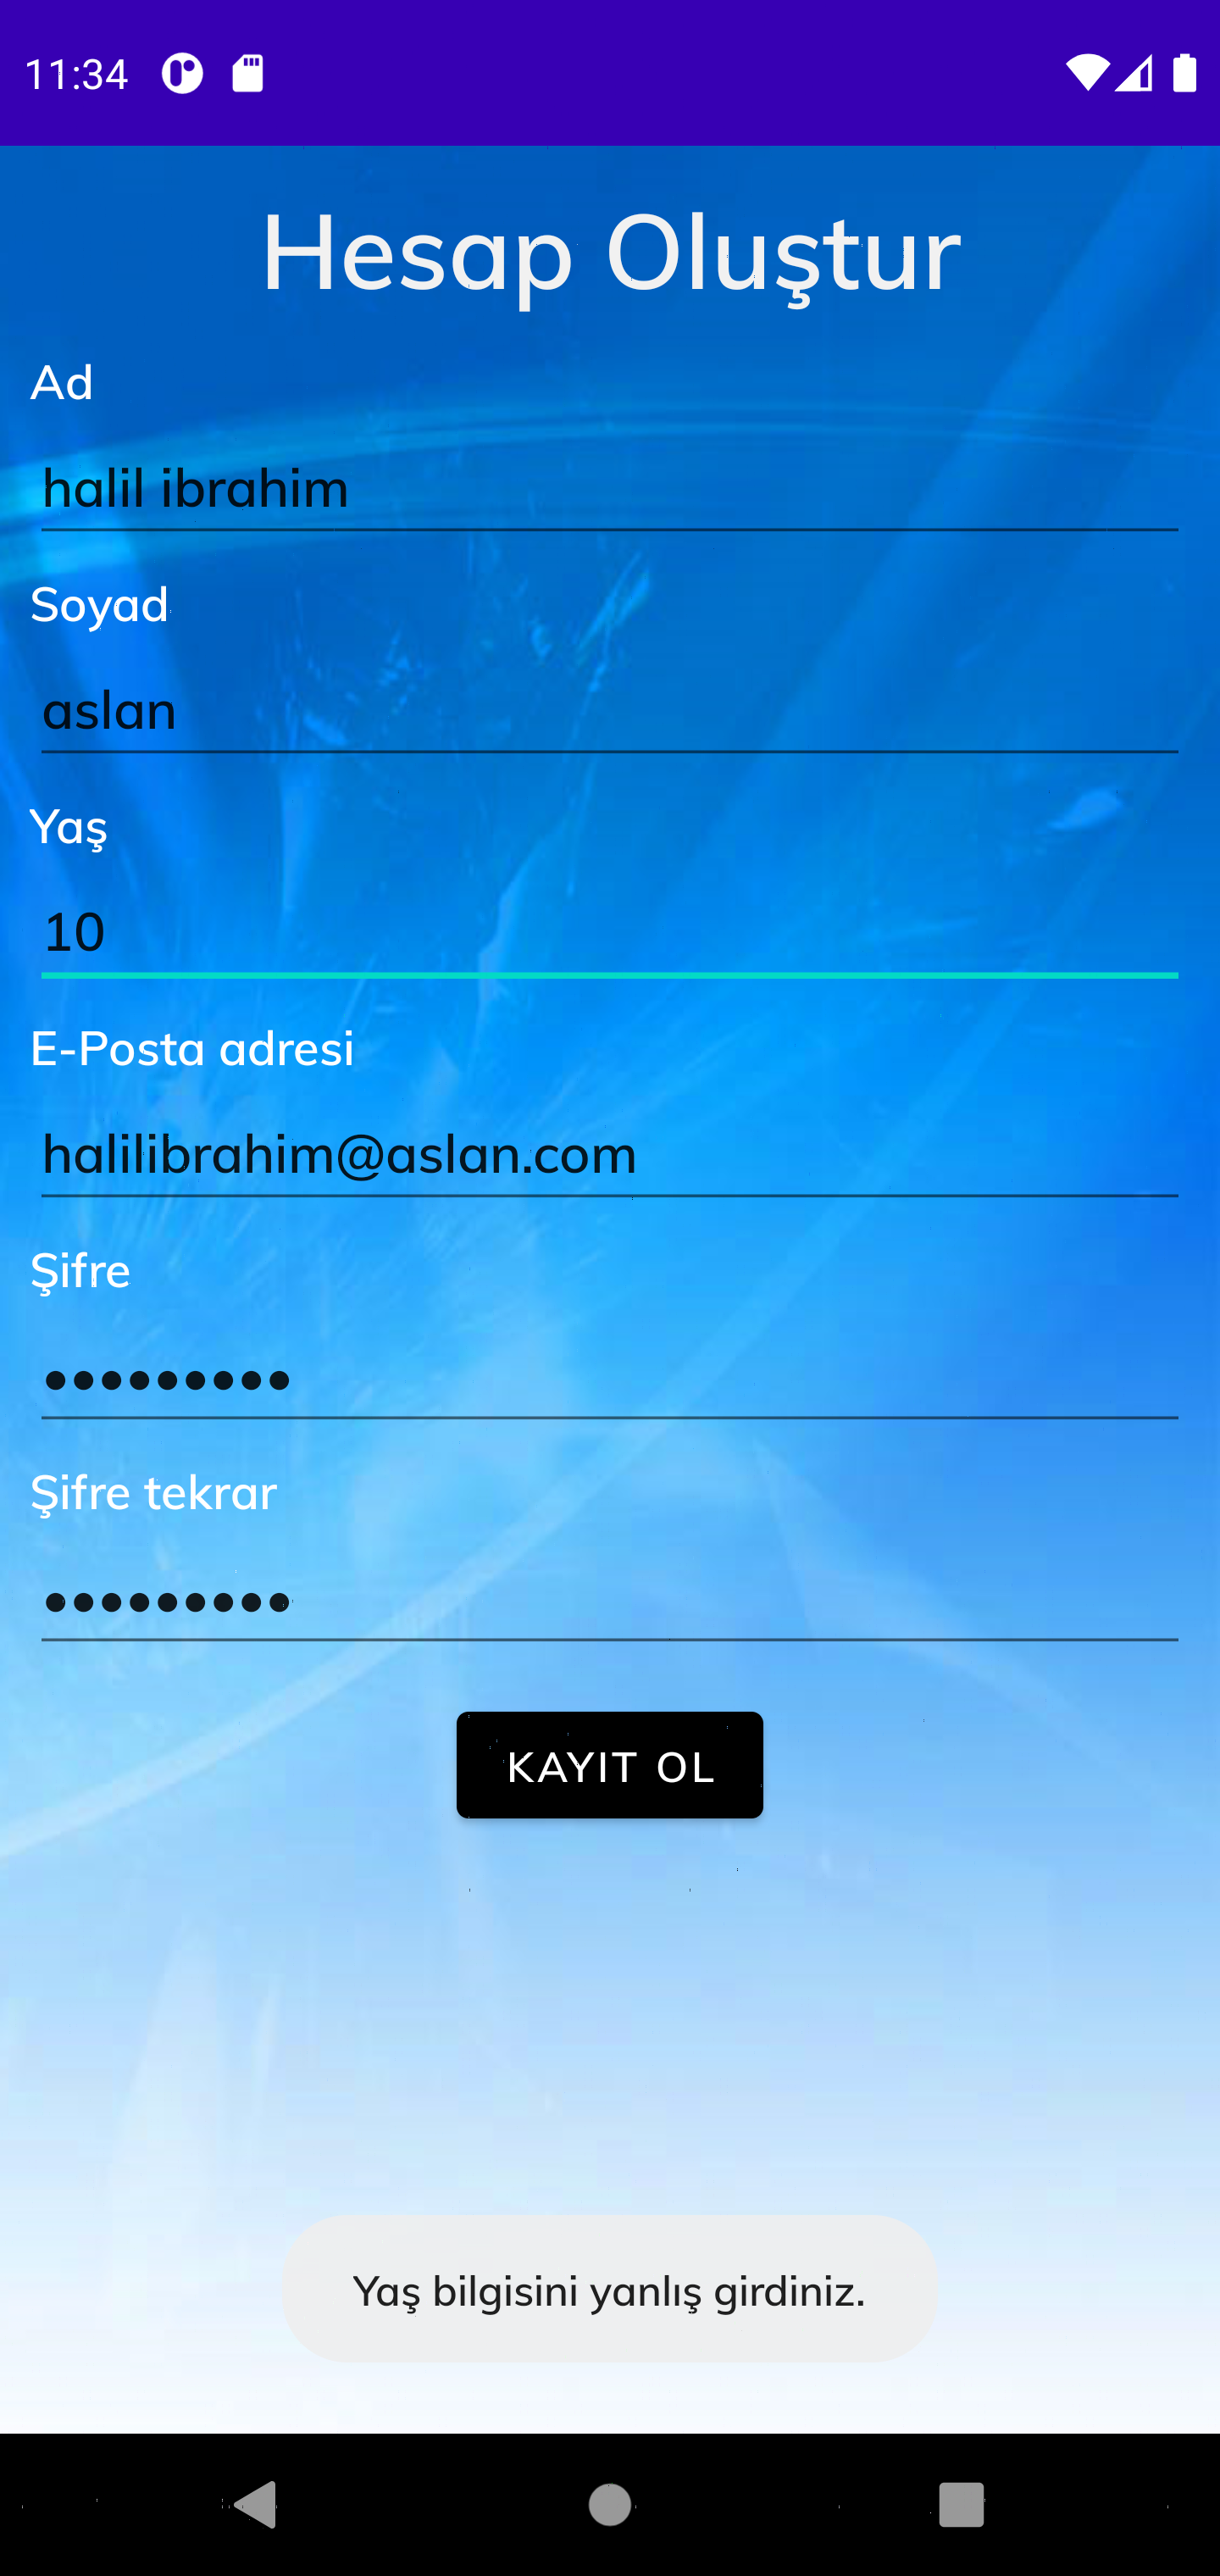 11:34
Hesap Oluştur
Ad
halil ibrahim
Soyad
aslan
Yaş
10
E-Posta adresi
halilibrahim@aslan.com
Şifre
•••••••••
Şifre tekrar
•••••••••
KAYIT OL
Yaş bilgisini yanlış girdiniz.